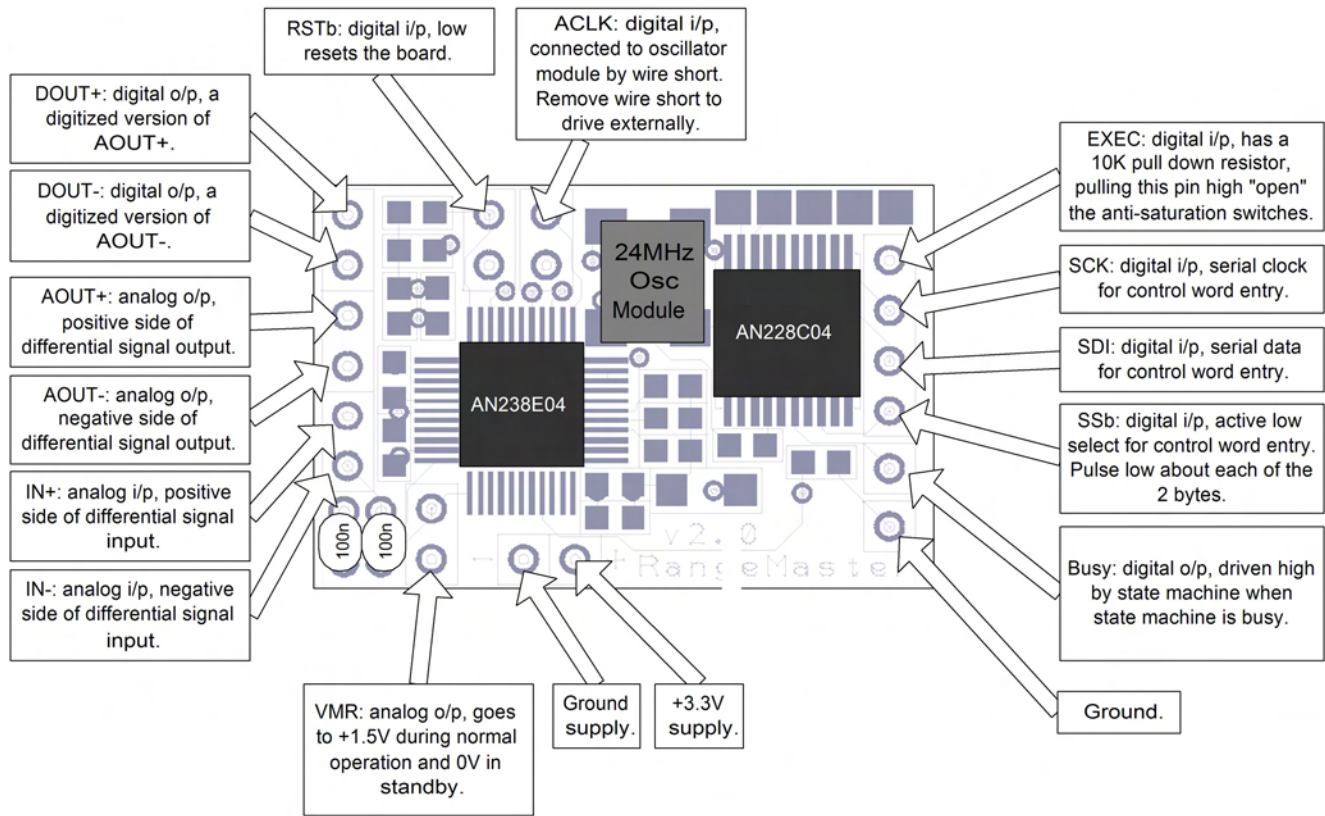 RSTb: digital i/p, low
resets the board.
ACLK: digital i/p,
connected to oscillator
module by wire short.
Remove wire short to
drive externally.
DOUT+: digital o/p, a
digitized version of
AOUT+.
DOUT-: digital o/p, a
digitized version of
AOUT-.
AOUT+: analog o/p,
positive side of
differential signal output.
AOUT-: analog o/p,
negative side of
differential signal output.
IN+: analog i/p, positive
side of differential signal
input.
IN-: analog i/p, negative
side of differential signal
input.
24MHz
Osc
Module
AN228C04
AN238E04
100n
100n
v2.0
- + RangeMaster
EXEC: digital i/p, has a
10K pull down resistor,
pulling this pin high "open"
the anti-saturation switches.
SCK: digital i/p, serial clock
for control word entry.
SDI: digital i/p, serial data
for control word entry.
SSb: digital i/p, active low
select for control word entry.
Pulse low about each of the
2 bytes.
Busy: digital o/p, driven high
by state machine when
state machine is busy.
Ground.
VMR: analog o/p, goes
to +1.5V during normal
operation and 0V in
standby.
Ground
supply.
+3.3V
supply.